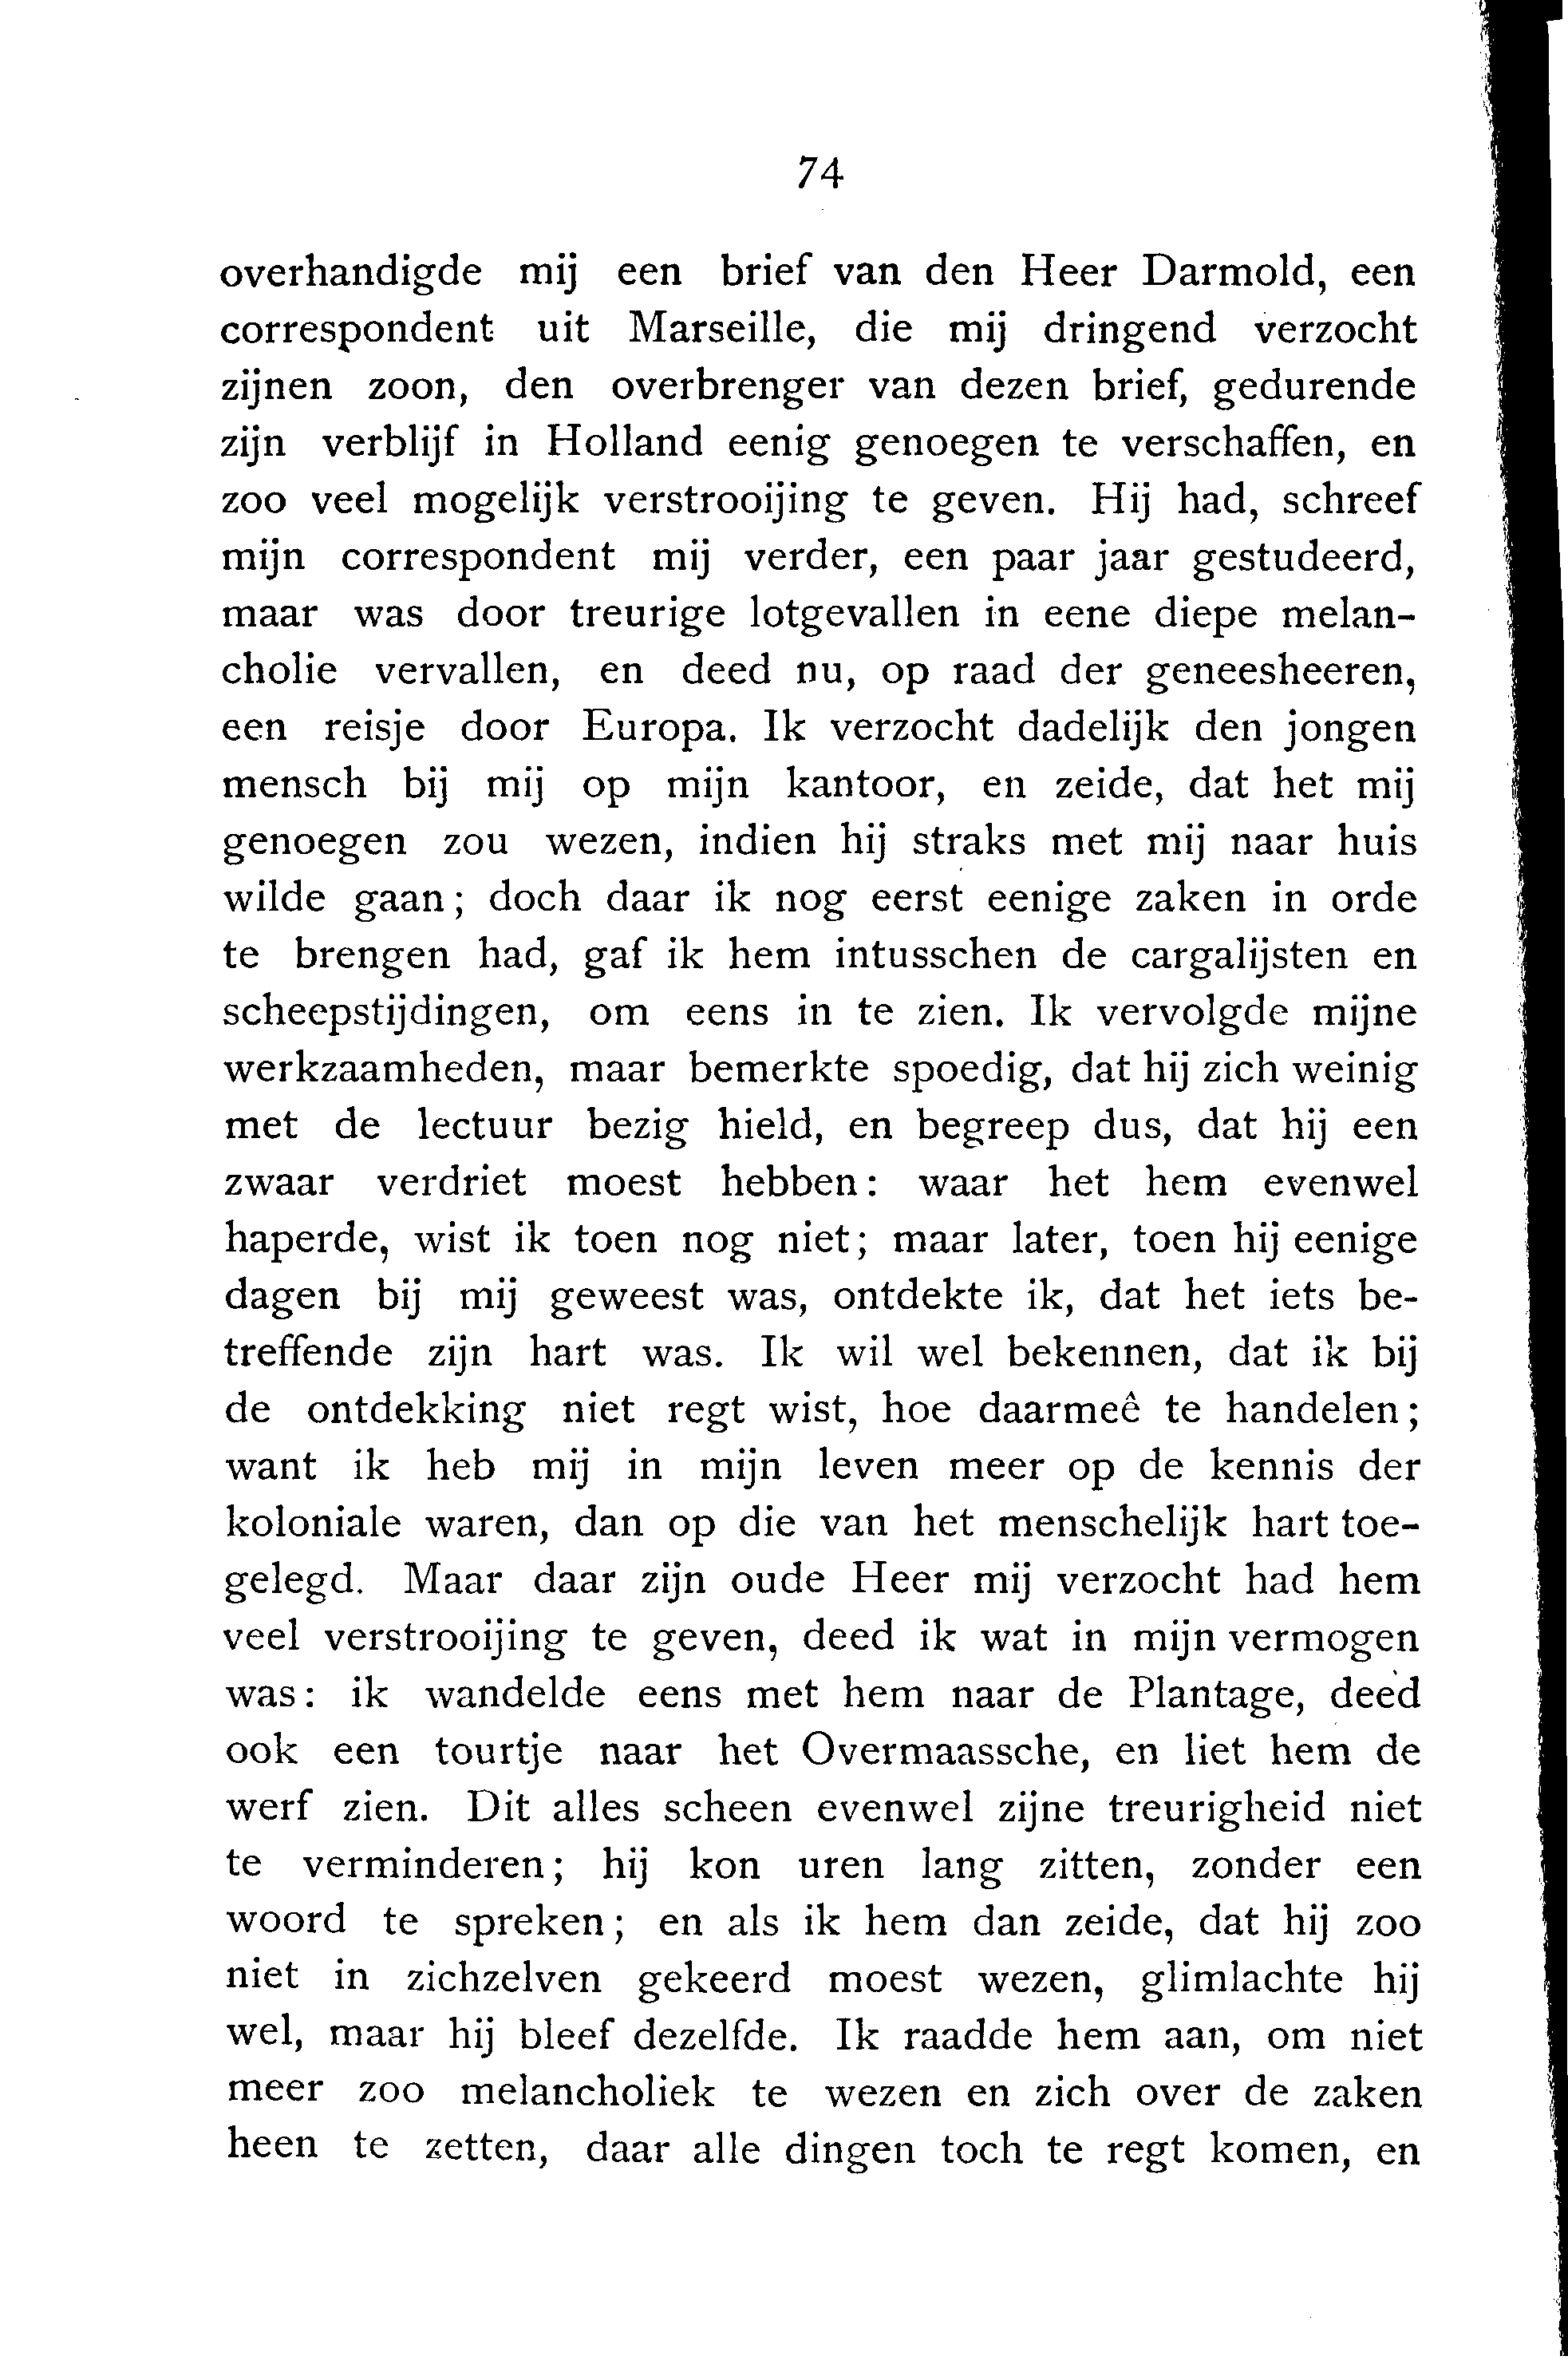 74
overhandigde mij een brief van den Heer Darmold, een
correspondent uit Marseille, die mij dringend verzocht
zijnen zoon, den overbrenger van dezen brief, gedurende
zijn verblijf in Holland eenig genoegen te verschaffen, en
zoo veel mogelijk verstrooijing te geven. Hij had, schreef
mijn correspondent mij verder, een paar jaar gestudeerd,
maar was door treurige lotgevallen in eene diepe melan-
cholie vervallen, en deed nu, op raad der geneesheeren,
een reisje door Europa. Ik verzocht dadelijk den jongen
mensch bij mij op mijn kantoor, en zeide, dat het mij
genoegen zou wezen, indien hij straks met mij naar huis
wilde gaan; doch daar ik nog eerst eenige zaken in orde
te brengen had, gaf ik hem intusschen de cargalijsten en
scheepstijdingen, om eens in te zien. Ik vervolgde mijne
werkzaamheden, maar bemerkte spoedig, dat hij zich weinig
met de lectuur bezig hield, en begreep dus, dat hij een
zwaar verdriet moest hebben: waar het hem evenwel
haperde, wist ik toen nog niet; maar later, toen hij eenige
dagen bij mij geweest was, ontdekte ik, dat het iets be-
treffende zijn hart was. Ik wil wel bekennen, dat ik bij
de ontdekking niet regt wist, hoe daarmeê te handelen;
want ik heb mij in mijn leven meer op de kennis der
koloniale waren, dan op die van het menschelijk hart toe-
gelegd. Maar daar zijn oude Heer mij verzocht had hem
veel verstrooijing te geven, deed ik wat in mijn vermogen
was: ik wandelde eens met hem naar de Plantage, deed
ook een tourtje naar het Overmaassche, en liet hem de
werf zien. Dit alles scheen evenwel zijne treurigheid niet
te verminderen; hij kon uren lang zitten, zonder een
woord te spreken; en als ik hem dan zeide, dat hij zoo
niet in zichzelven gekeerd moest wezen, glimlachte hij
wel, maar hij bleef dezelfde. Ik raadde hem aan, om niet
meer zoo melancholiek te wezen en zich over de zaken
heen te zetten, daar alle dingen toch te regt komen, en